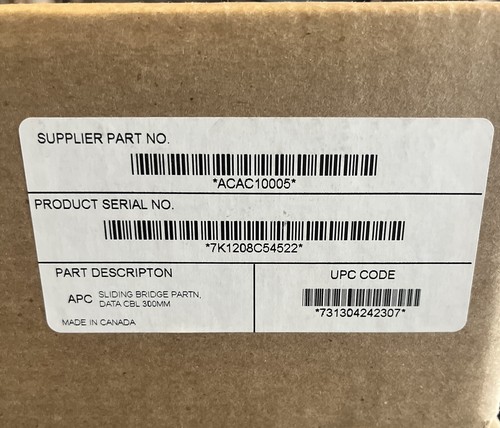 SUPPLIER PART NO.
*ACAC10005*
PRODUCT SERIAL NO.
*7K1208C54522*
PART DESCRIPTON
APC SLIDING BRIDGE PARTN,
DATA CBL 300MM
MADE IN CANADA
UPC CODE
*731304242307*